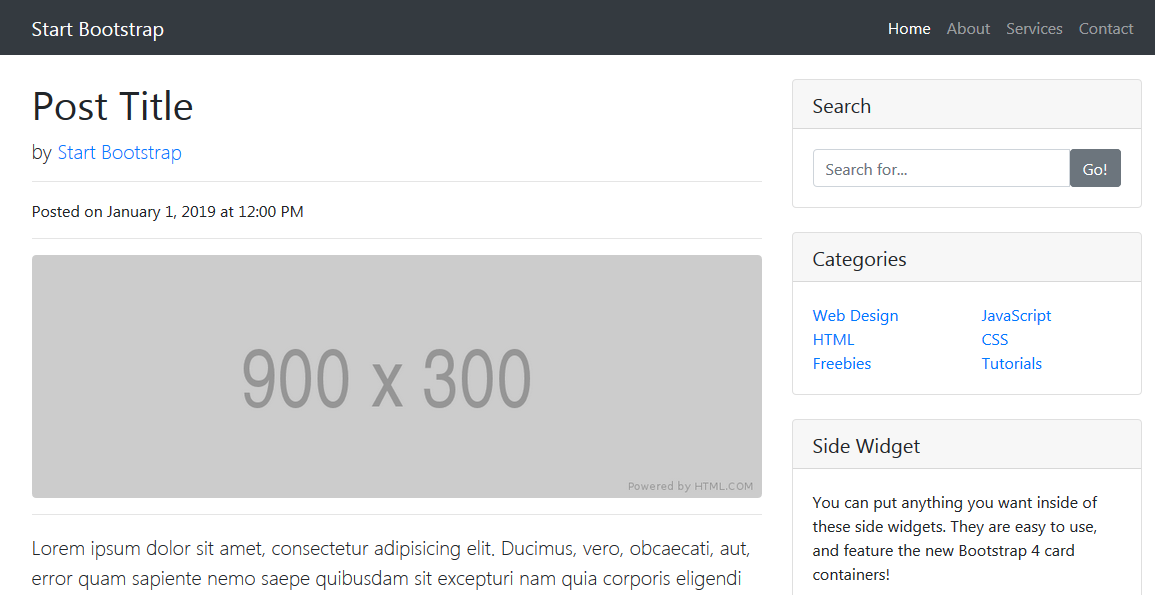 Start Bootstrap
Home About Services Contact
Post Title
by Start Bootstrap
Posted on January 1, 2019 at 12:00 PM
900 x 300
Powered by HTML.COM
Lorem ipsum dolor sit amet, consectetur adipisicing elit. Ducimus, vero, obcaecati, aut,
error quam sapiente nemo saepe quibusdam sit excepturi nam quia corporis eligendi
Search
Search for... Go!
Categories
Web Design JavaScript
HTML CSS
Freebies Tutorials
Side Widget
You can put anything you want inside of
these side widgets. They are easy to use,
and feature the new Bootstrap 4 card
containers!